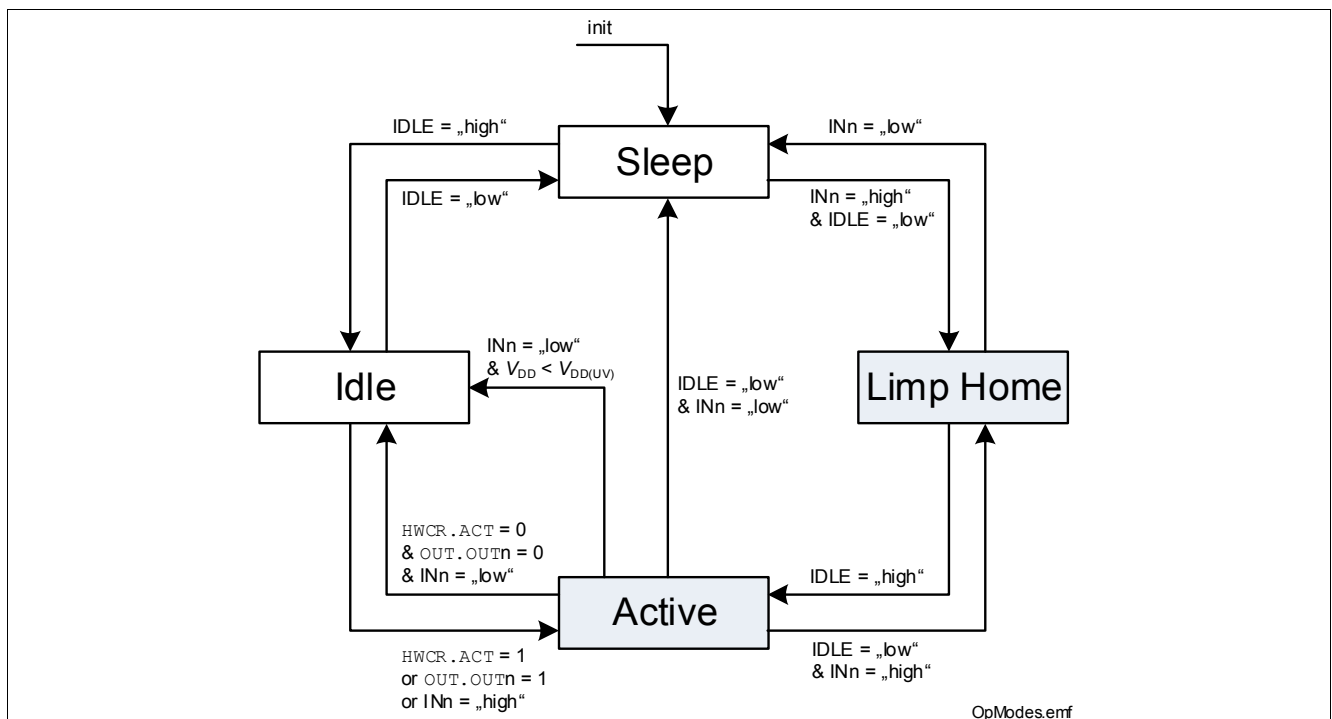 init
IDLE = „high“
INn = „low“
Sleep
IDLE = „low“
INn = „high“
& IDLE = „low“
INn = „low“
& VDD < VDD(UV)
IDLE = „low“
& INn = „low“
Idle
Limp Home
HWCR.ACT = 0
& OUT.OUTn = 0
& INn = „low“
IDLE = „high“
Active
HWCR.ACT = 1
or OUT.OUTn = 1
or INn = „high“
IDLE = „low“
& INn = „high“
OpModes.emf